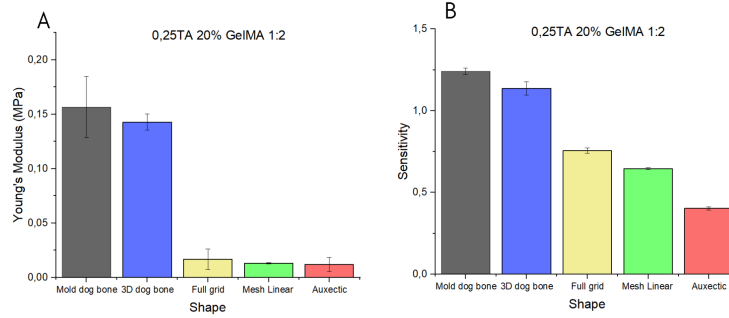 A
0,25TA 20% GelMA 1:2
0,20
0,15
0,10
0,05
0,00
Young's Modulus (MPa)
Mold dog bone 3D dog bone Full grid Mesh Linear Auxectic
Shape
B
0,25TA 20% GelMA 1:2
1,5
1,0
0,5
0,0
Sensitivity
Mold dog bone 3D dog bone Full grid Mesh Linear Auxectic
Shape